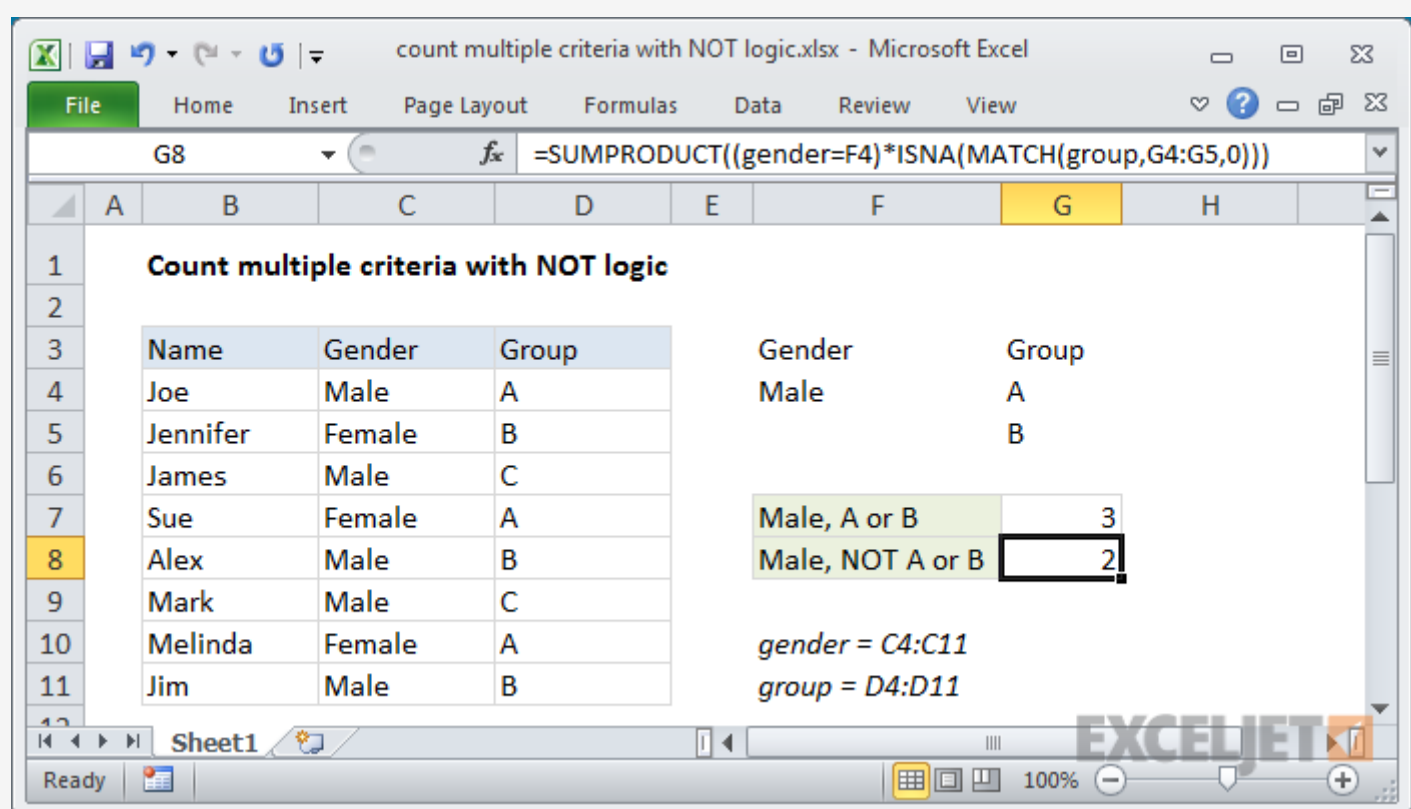 count multiple criteria with NOT logic.xlsx - Microsoft Excel
File Home Insert Page Layout Formulas Data Review View
G8 fx =SUMPRODUCT((gender=F4)*ISNA(MATCH(group,G4:G5,0)))
A B C D E F G H
1 Count multiple criteria with NOT logic
2
3 Name Gender Group Gender Group
4 Joe Male A Male A
5 Jennifer Female B B
6 James Male C
7 Sue Female A Male, A or B 3
8 Alex Male B Male, NOT A or B 2
9 Mark Male C
10 Melinda Female A gender = C4:C11
11 Jim Male B group = D4:D11
12
Sheet1 EXCELJET
Ready 100%